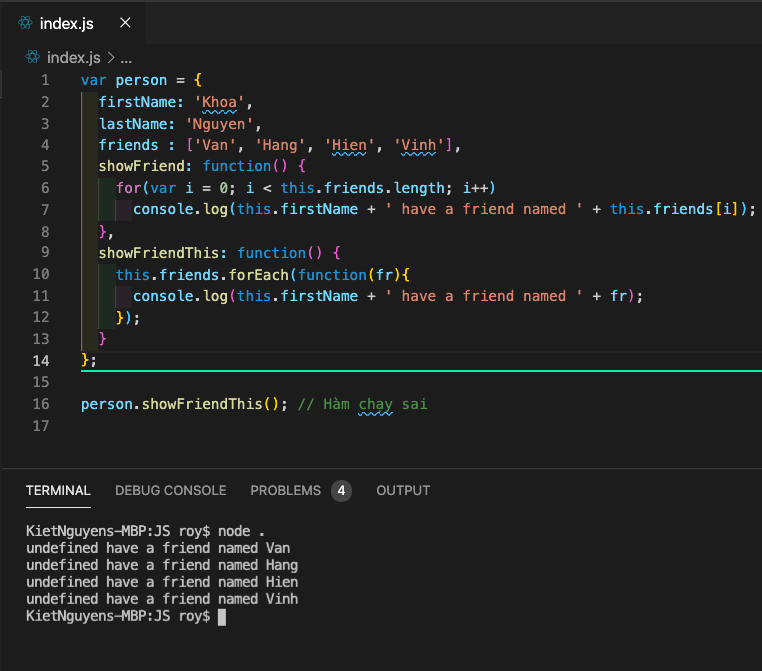 index.js
index.js > ...
1 var person = {
2 firstName: 'Khoa',
3 lastName: 'Nguyen',
4 friends : ['Van', 'Hang', 'Hien', 'Vinh'],
5 showFriend: function() {
6 for(var i = 0; i < this.friends.length; i++)
7 console.log(this.firstName + ' have a friend named ' + this.friends[i]);
8 },
9 showFriendThis: function() {
10 this.friends.forEach(function(fr){
11 console.log(this.firstName + ' have a friend named ' + fr);
12 });
13 }
14 };
15
16 person.showFriendThis(); // Hàm chạy sai
17
TERMINAL DEBUG CONSOLE PROBLEMS 4 OUTPUT
KietNguyens-MBP:JS roy$ node .
undefined have a friend named Van
undefined have a friend named Hang
undefined have a friend named Hien
undefined have a friend named Vinh
KietNguyens-MBP:JS roy$